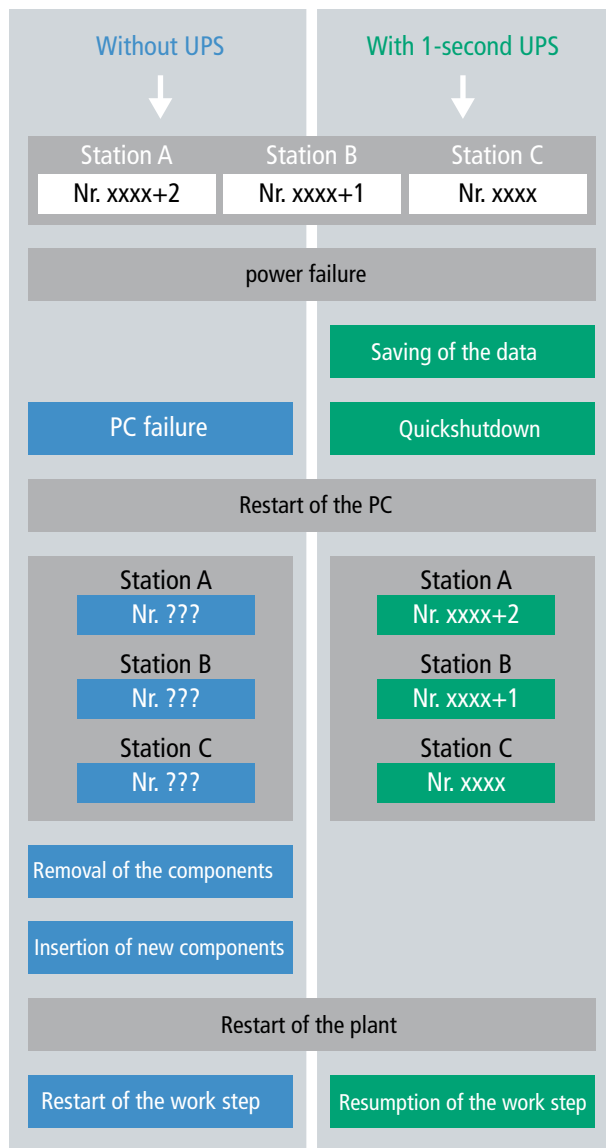 Without UPS
With 1-second UPS
Station A
Station B
Station C
Nr. xxxx+2
Nr. xxxx+1
Nr. xxxx
power failure
Saving of the data
PC failure
Quickshutdown
Restart of the PC
Station A
Station A
Nr. ???
Nr. xxxx+2
Station B
Station B
Nr. ???
Nr. xxxx+1
Station C
Station C
Nr. ???
Nr. xxxx
Removal of the components
Insertion of new components
Restart of the plant
Restart of the work step
Resumption of the work step